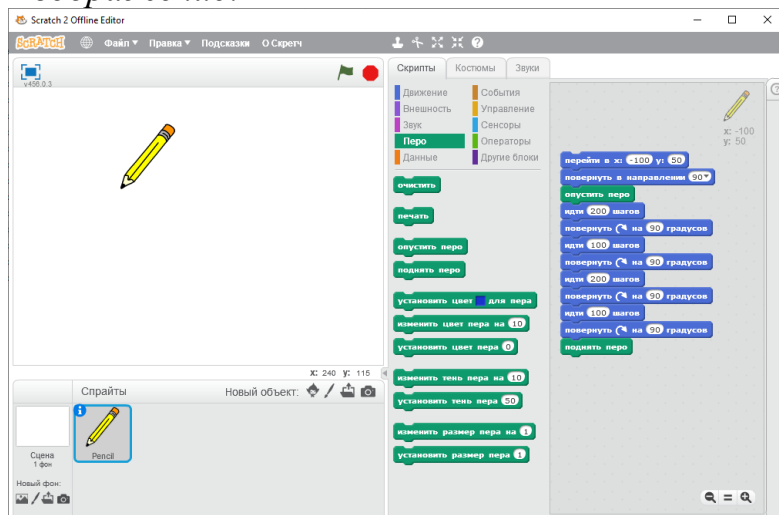 Scratch 2 Offline Editor
SCRATCH Файл Правка Подсказки О Скретч
v456.0.3
X: 240 y: 115
Спрайты Новый объект:
Сцена
1 фон
Pencil
Новый фон:
Скрипты Костюмы Звуки
Движение События
Внешность Управление
Звук Сенсоры
Перо Операторы
Данные Другие блоки
очистить
печать
опустить перо
поднять перо
установить цвет для пера
изменить цвет пера на 10
установить цвет пера 0
изменить тень пера на 10
установить тень пера 50
изменить размер пера на 1
установить размер пера 1
x: -100
y: 50
перейти в x: -100 y: 50
повернуть в направлении 90
опустить перо
идти 200 шагов
повернуть на 90 градусов
идти 100 шагов
повернуть на 90 градусов
идти 200 шагов
повернуть на 90 градусов
идти 100 шагов
повернуть на 90 градусов
поднять перо